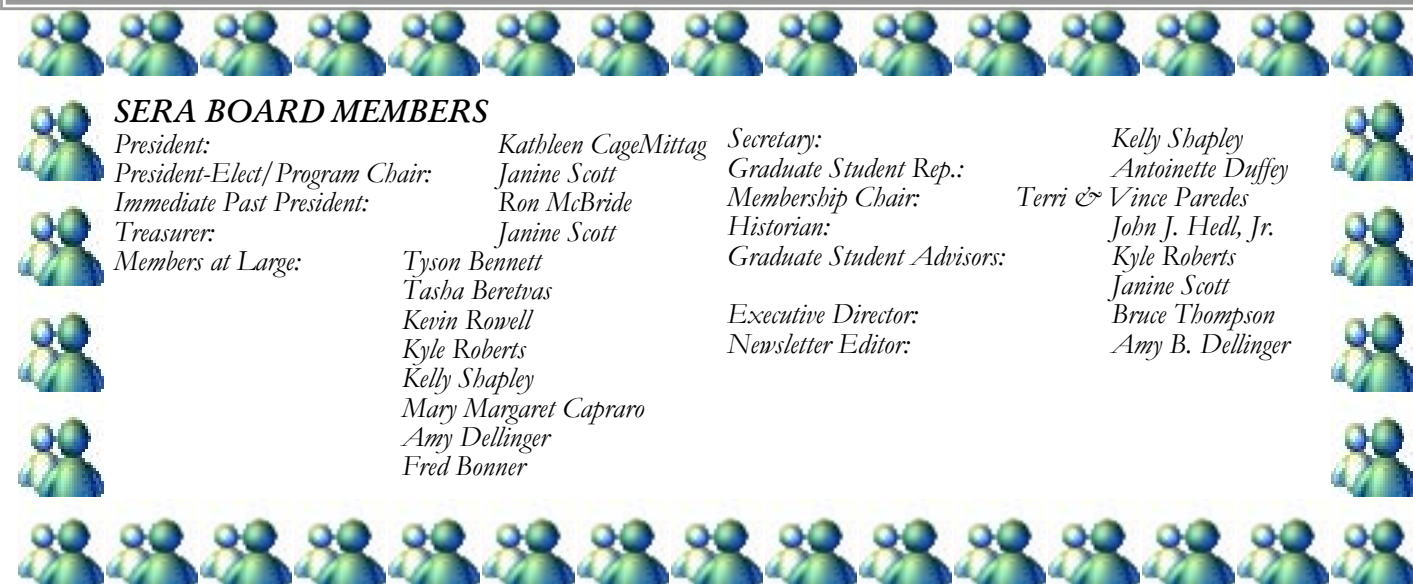 SERA BOARD MEMBERS
President: Kathleen CageMittag
President-Elect/Program Chair: Janine Scott
Immediate Past President: Ron McBride
Treasurer: Janine Scott
Members at Large: Tyson Bennett
Tasha Beretvas
Kevin Rowell
Kyle Roberts
Kelly Shapley
Mary Margaret Capraro
Amy Dellinger
Fred Bonner
Secretary: Kelly Shapley
Graduate Student Rep.: Antoinette Duffey
Membership Chair: Terri & Vince Paredes
Historian: John J. Hedl, Jr.
Graduate Student Advisors: Kyle Roberts
Janine Scott
Executive Director: Bruce Thompson
Newsletter Editor: Amy B. Dellinger